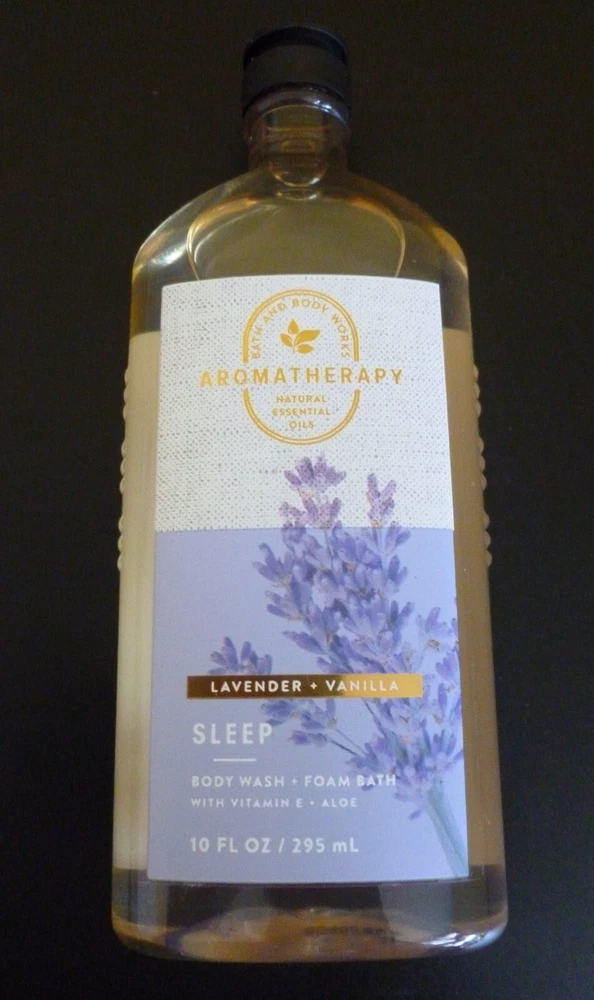 BATH AND BODY WORKS
AROMATHERAPY
NATURAL
ESSENTIAL
OILS
LAVENDER + VANILLA
SLEEP
BODY WASH + FOAM BATH
WITH VITAMIN E + ALOE
10 FL OZ / 295 mL